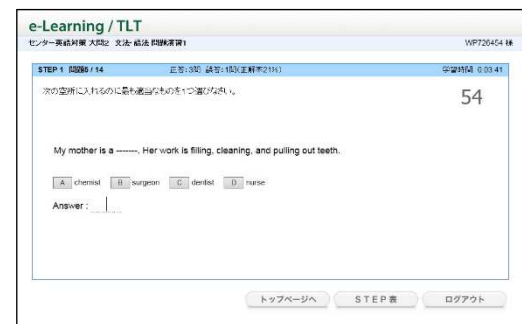 e-Learning / TLT
センター英語対策 大問2 文法・語法 問題演習1 WP726454 様
STEP 1 問題5 / 14 正答:3問 誤答:1問(正解率21%) 学習時間 0:03:41
次の空所に入れるのに最も適当なものを1つ選びなさい。
54
My mother is a -------. Her work is filling, cleaning, and pulling out teeth.
A chemist B surgeon C dentist D nurse
Answer :
トップページへ STEP表 ログアウト